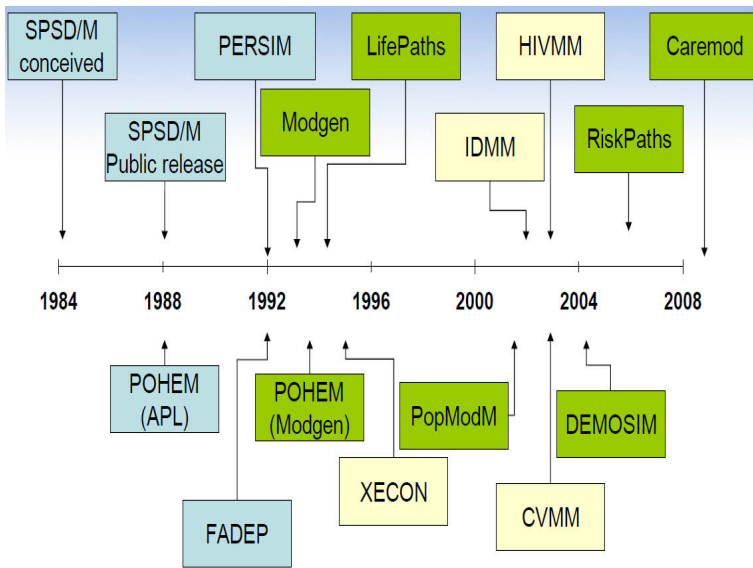 SPSD/M
conceived
PERSIM
LifePaths
HIVMM
Caremod
SPSD/M
Public release
Modgen
IDMM
RiskPaths
1984
1988
1992
1996
2000
2004
2008
POHEM
(APL)
POHEM
(Modgen)
PopModM
DEMOSIM
FADEP
XECON
CVMM